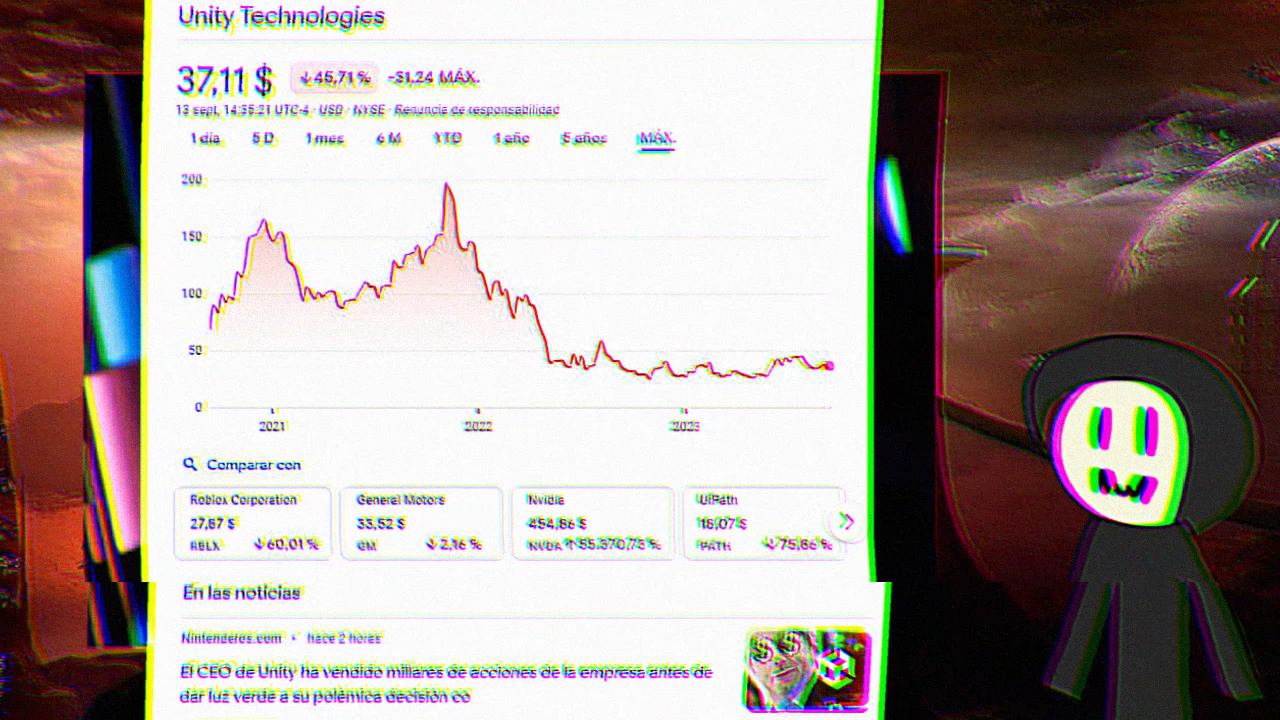 Unity Technologies
37,11 $ ↓ 45,71 % -31,24 MÁX.
13 sept, 14:35:21 UTC-4 · USD · NYSE · Renuncia de responsabilidad
1 día 5 D 1 mes 6 M YTD 1 año 5 años MÁX.
200
150
100
50
0
2021 2022 2023
Comparar con
Roblox Corporation General Motors Nvidia UiPath
27,87 $ 33,52 $ 454,86 $ 16,07 $
RBLX ↓ 60,01 % GM ↓ 2,16 % NVDA ↑ 55.370,73 % PATH ↓ 75,86 %
En las noticias
Nintenderos.com · hace 2 horas
El CEO de Unity ha vendido millares de acciones de la empresa antes de
dar luz verde a su polémica decisión co